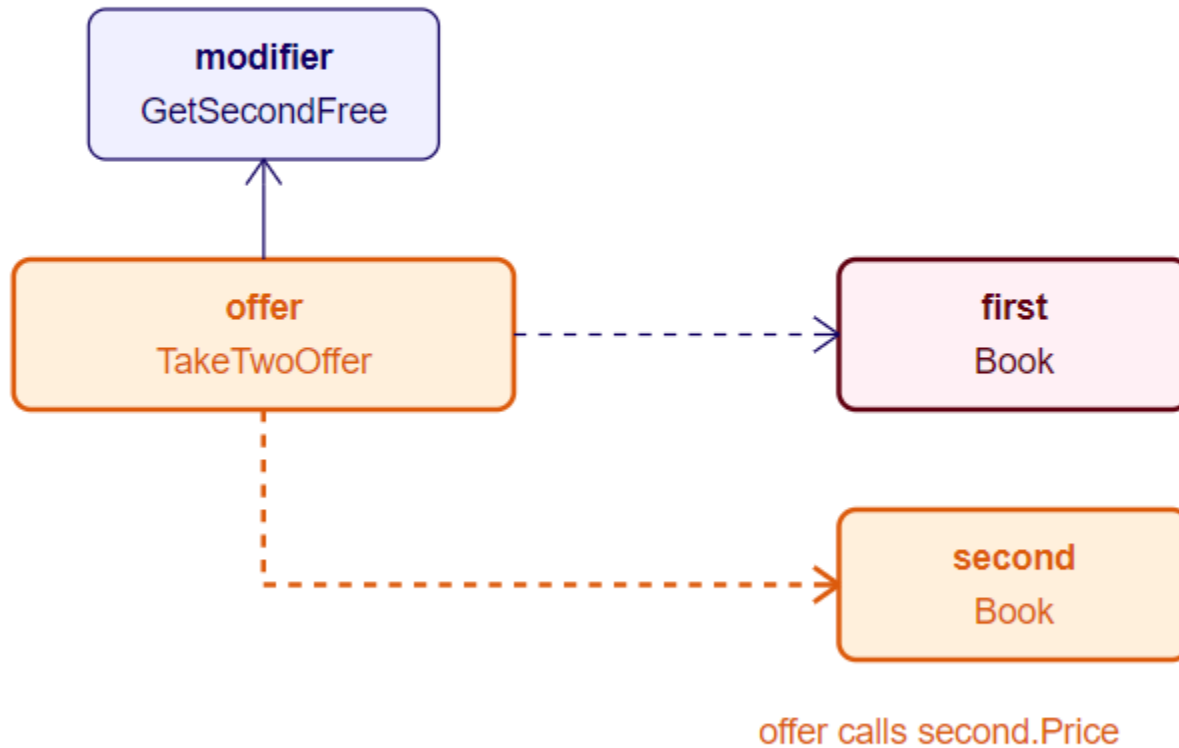 modifier
GetSecondFree
offer
TakeTwoOffer
first
Book
second
Book
offer calls second.Price